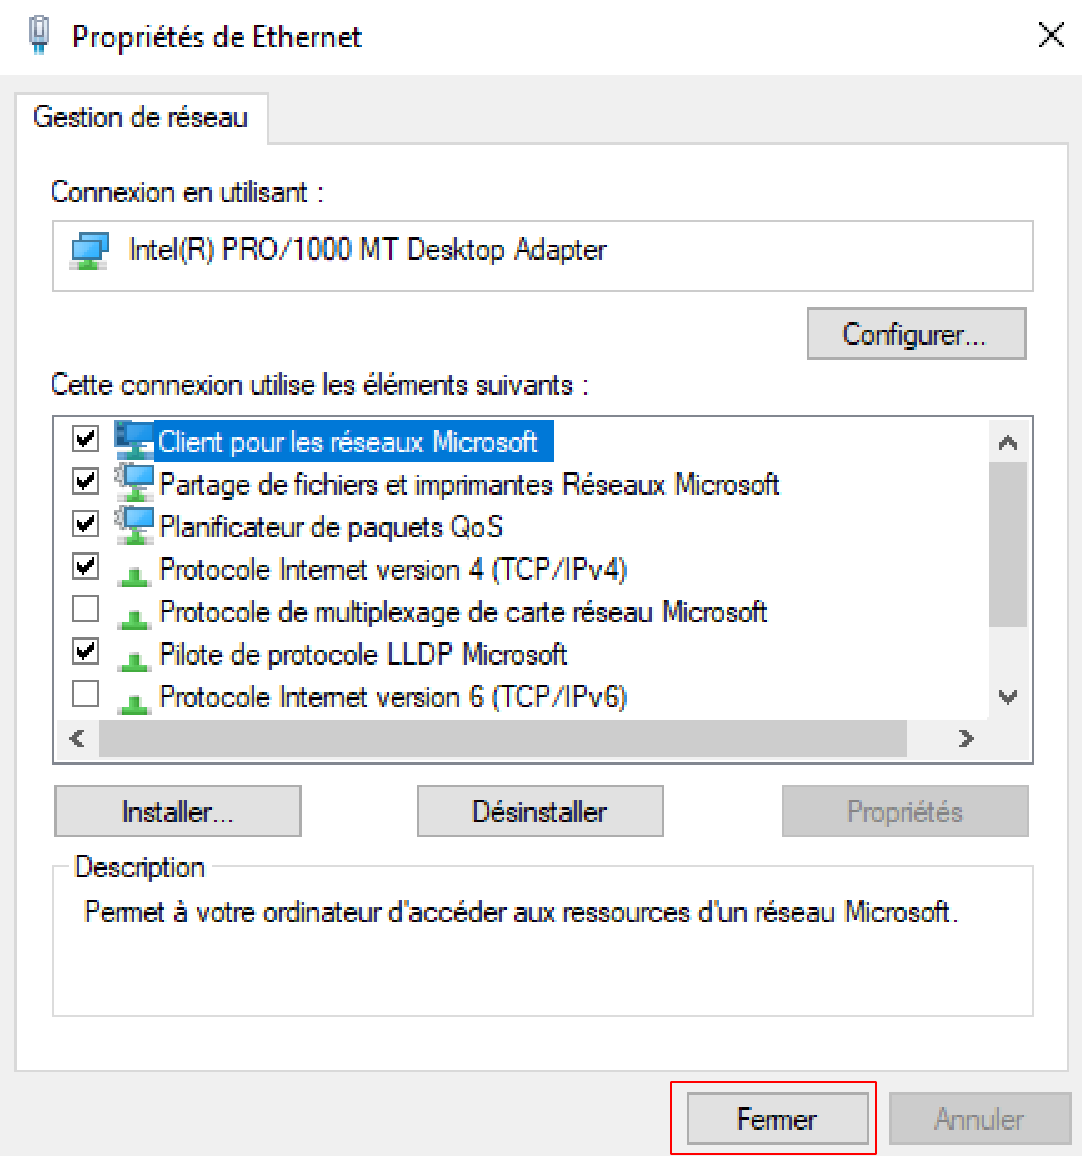 Propriétés de Ethernet
Gestion de réseau
Connexion en utilisant :
Intel(R) PRO/1000 MT Desktop Adapter
Configurer...
Cette connexion utilise les éléments suivants :
Client pour les réseaux Microsoft
Partage de fichiers et imprimantes Réseaux Microsoft
Planificateur de paquets QoS
Protocole Internet version 4 (TCP/IPv4)
Protocole de multiplexage de carte réseau Microsoft
Pilote de protocole LLDP Microsoft
Protocole Internet version 6 (TCP/IPv6)
Installer... Désinstaller Propriétés
Description
Permet à votre ordinateur d'accéder aux ressources d'un réseau Microsoft.
Fermer Annuler